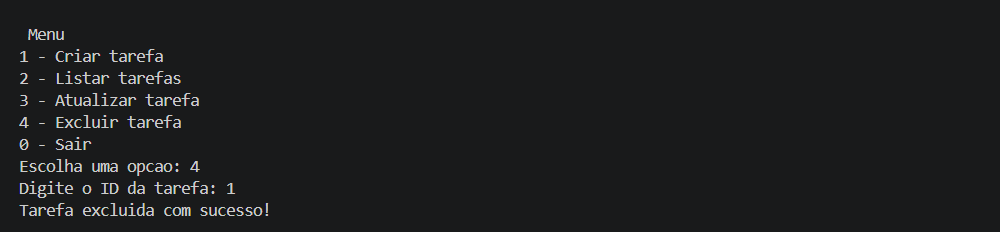 Menu
1 - Criar tarefa
2 - Listar tarefas
3 - Atualizar tarefa
4 - Excluir tarefa
0 - Sair
Escolha uma opcao: 4
Digite o ID da tarefa: 1
Tarefa excluida com sucesso!